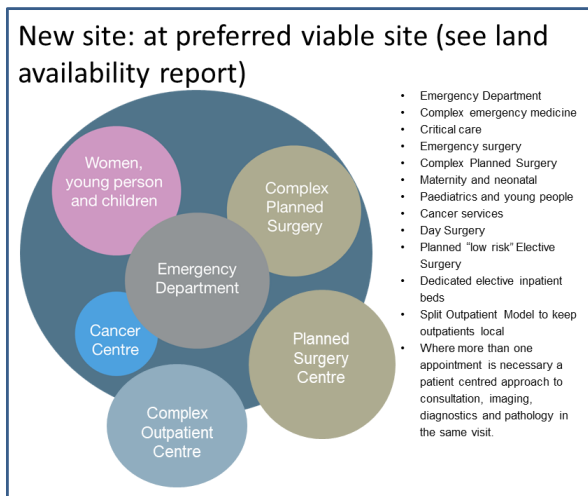 New site: at preferred viable site (see land
availability report)
Women,
young person
and children
Complex
Planned
Surgery
Emergency
Department
Cancer
Centre
Planned
Surgery
Centre
Complex
Outpatient
Centre
• Emergency Department
• Complex emergency medicine
• Critical care
• Emergency surgery
• Complex Planned Surgery
• Maternity and neonatal
• Paediatrics and young people
• Cancer services
• Day Surgery
• Planned “low risk” Elective
Surgery
• Dedicated elective inpatient
beds
• Split Outpatient Model to keep
outpatients local
• Where more than one
appointment is necessary a
patient centred approach to
consultation, imaging,
diagnostics and pathology in
the same visit.